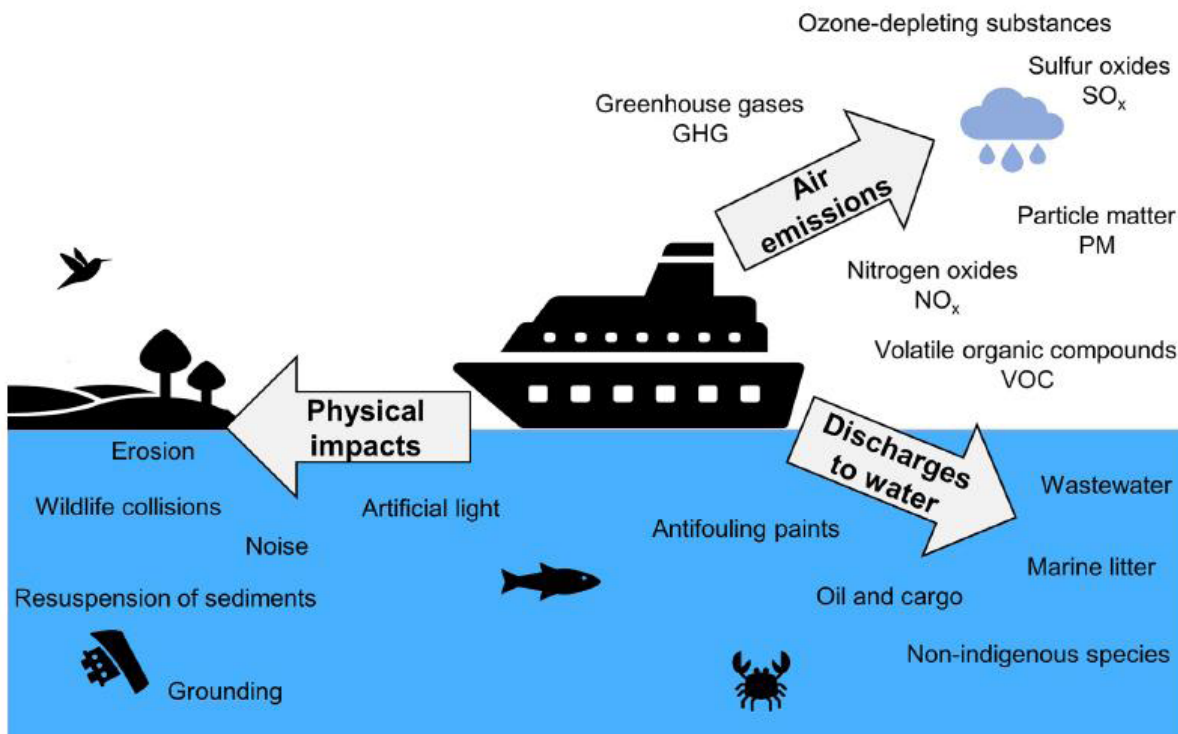 Ozone-depleting substances
Sulfur oxides
SOₓ
Greenhouse gases
GHG
Air
emissions
Particle matter
PM
Nitrogen oxides
NOₓ
Volatile organic compounds
VOC
Physical
impacts
Erosion
Wildlife collisions
Artificial light
Noise
Resuspension of sediments
Grounding
Discharges
to water
Wastewater
Antifouling paints
Marine litter
Oil and cargo
Non-indigenous species